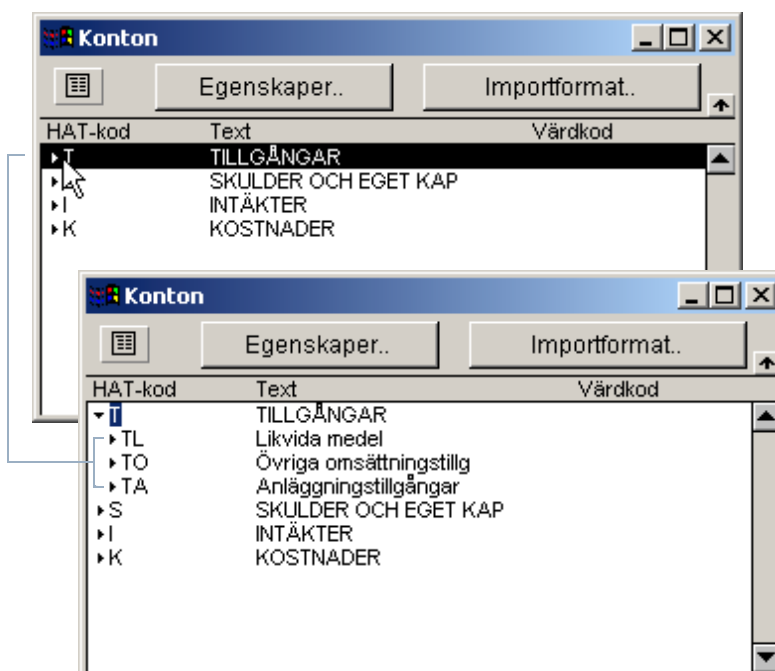 Konton
Egenskaper.. Importformat..
HAT-kod Text Värdkod
T TILLGÅNGAR
SKULDER OCH EGET KAP
I INTÄKTER
K KOSTNADER
Konton
Egenskaper.. Importformat..
HAT-kod Text Värdkod
T TILLGÅNGAR
TL Likvida medel
TO Övriga omsättningstillg
TA Anläggningstillgångar
S SKULDER OCH EGET KAP
I INTÄKTER
K KOSTNADER